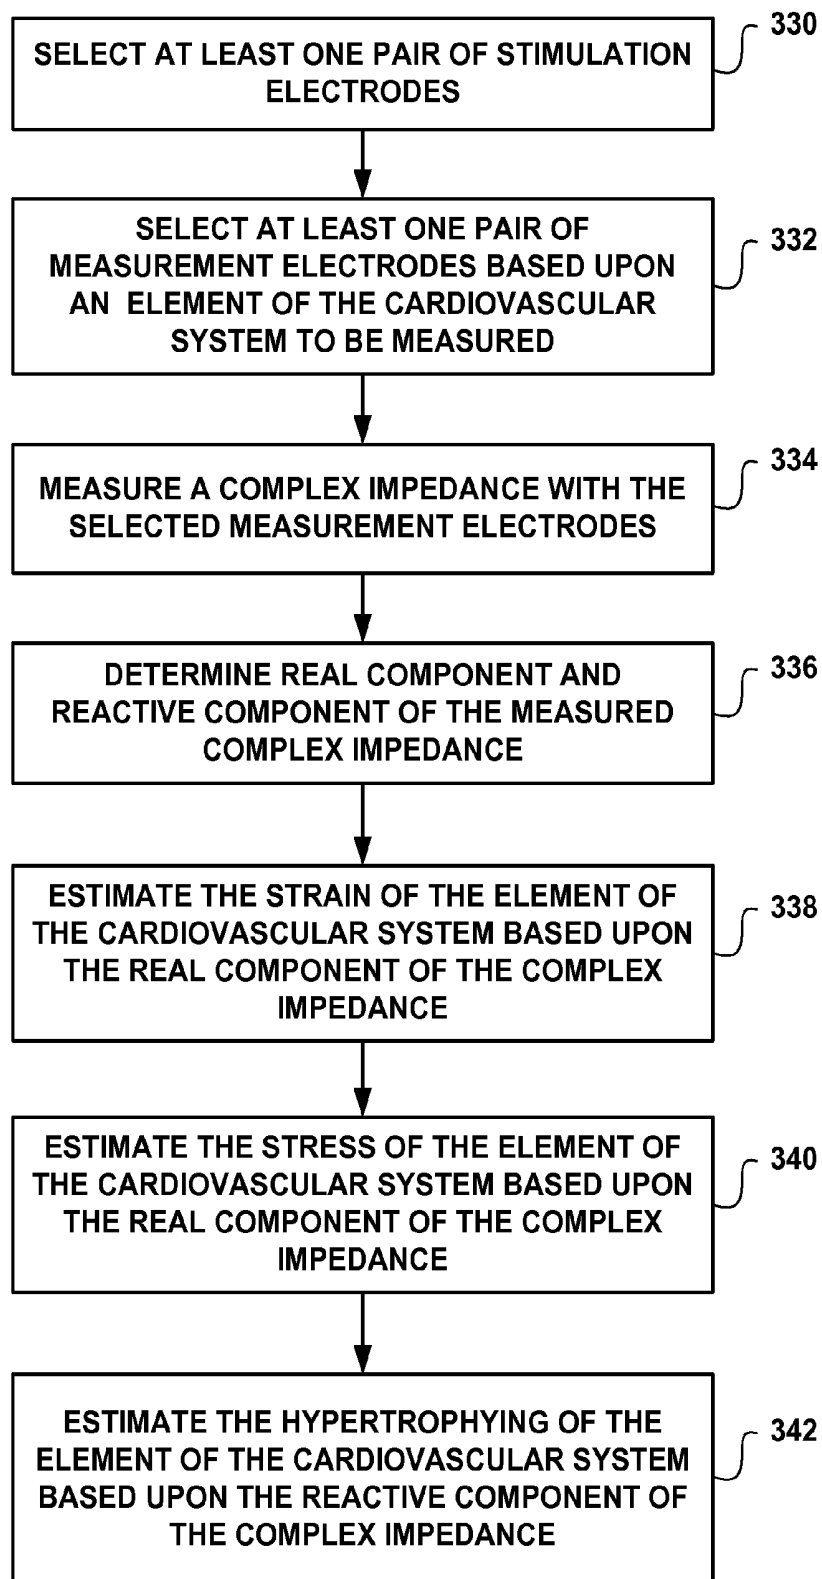 SELECT AT LEAST ONE PAIR OF STIMULATION
ELECTRODES
330
SELECT AT LEAST ONE PAIR OF
MEASUREMENT ELECTRODES BASED UPON
AN ELEMENT OF THE CARDIOVASCULAR
SYSTEM TO BE MEASURED
332
MEASURE A COMPLEX IMPEDANCE WITH THE
SELECTED MEASUREMENT ELECTRODES
334
DETERMINE REAL COMPONENT AND
REACTIVE COMPONENT OF THE MEASURED
COMPLEX IMPEDANCE
336
ESTIMATE THE STRAIN OF THE ELEMENT OF
THE CARDIOVASCULAR SYSTEM BASED UPON
THE REAL COMPONENT OF THE COMPLEX
IMPEDANCE
338
ESTIMATE THE STRESS OF THE ELEMENT OF
THE CARDIOVASCULAR SYSTEM BASED UPON
THE REAL COMPONENT OF THE COMPLEX
IMPEDANCE
340
ESTIMATE THE HYPERTROPHYING OF THE
ELEMENT OF THE CARDIOVASCULAR SYSTEM
BASED UPON THE REACTIVE COMPONENT OF
THE COMPLEX IMPEDANCE
342